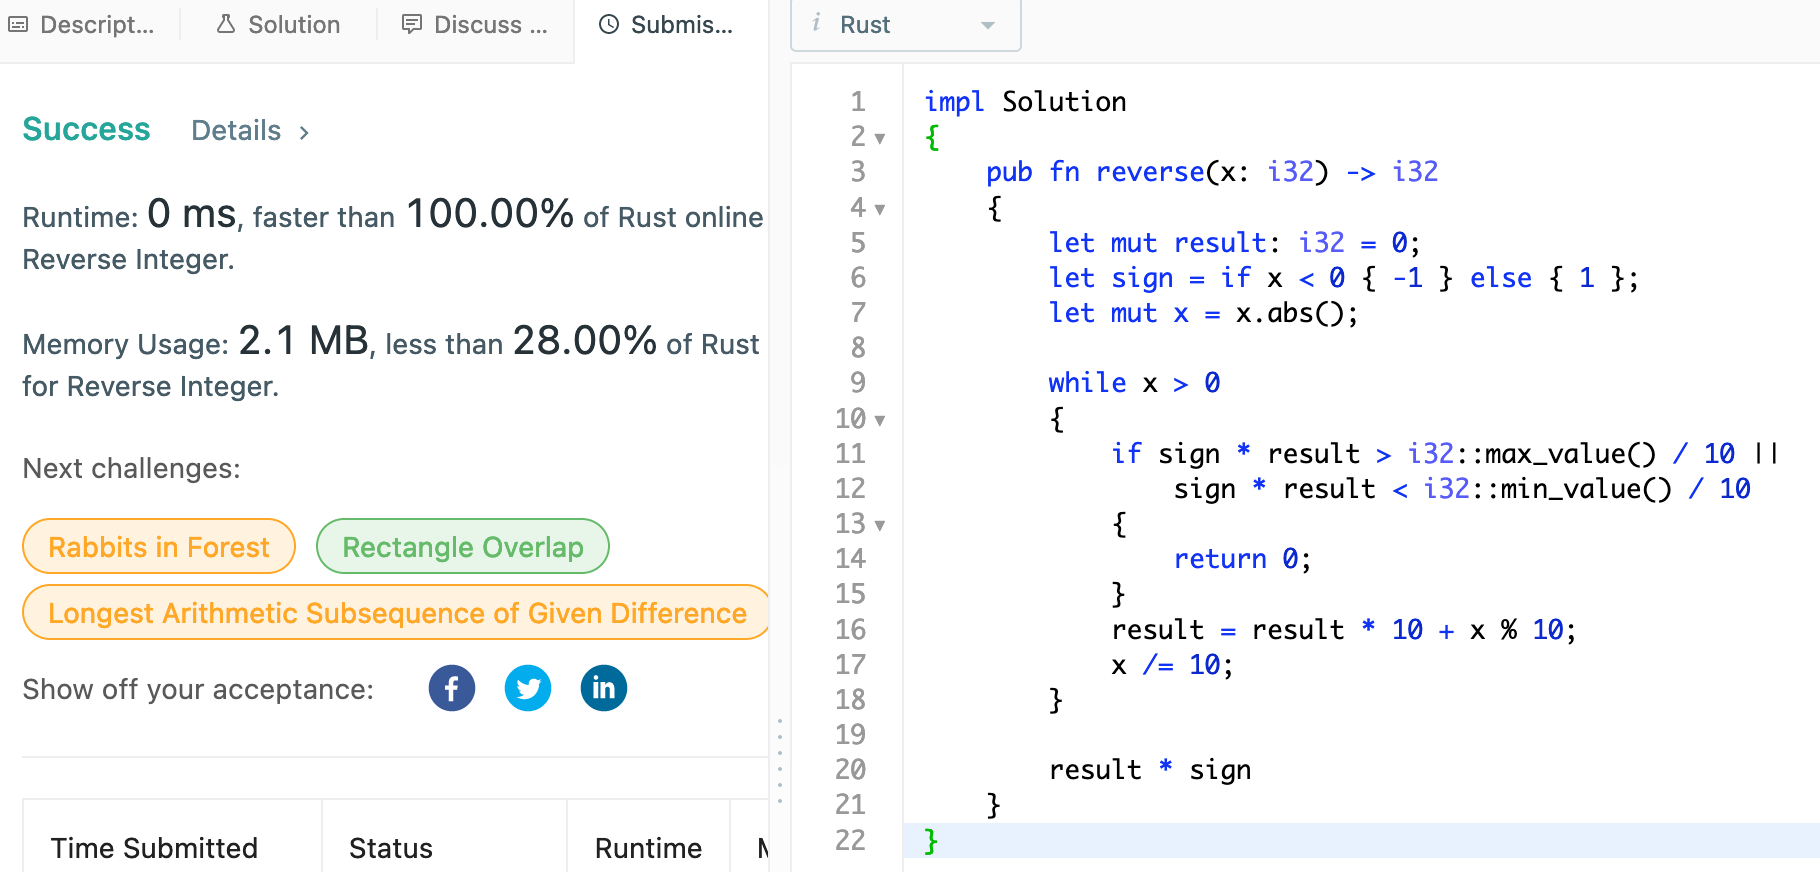 Descript...
Solution
Discuss ...
Submis...
Success
Details >
Runtime: 0 ms, faster than 100.00% of Rust online
Reverse Integer.
Memory Usage: 2.1 MB, less than 28.00% of Rust
for Reverse Integer.
Next challenges:
Rabbits in Forest
Rectangle Overlap
Longest Arithmetic Subsequence of Given Difference
Show off your acceptance:
Time Submitted
Status
Runtime
M
i Rust
1 impl Solution
2 {
3     pub fn reverse(x: i32) -> i32
4     {
5         let mut result: i32 = 0;
6         let sign = if x < 0 { -1 } else { 1 };
7         let mut x = x.abs();
8
9         while x > 0
10         {
11             if sign * result > i32::max_value() / 10 ||
12                 sign * result < i32::min_value() / 10
13             {
14                 return 0;
15             }
16             result = result * 10 + x % 10;
17             x /= 10;
18         }
19
20         result * sign
21     }
22 }